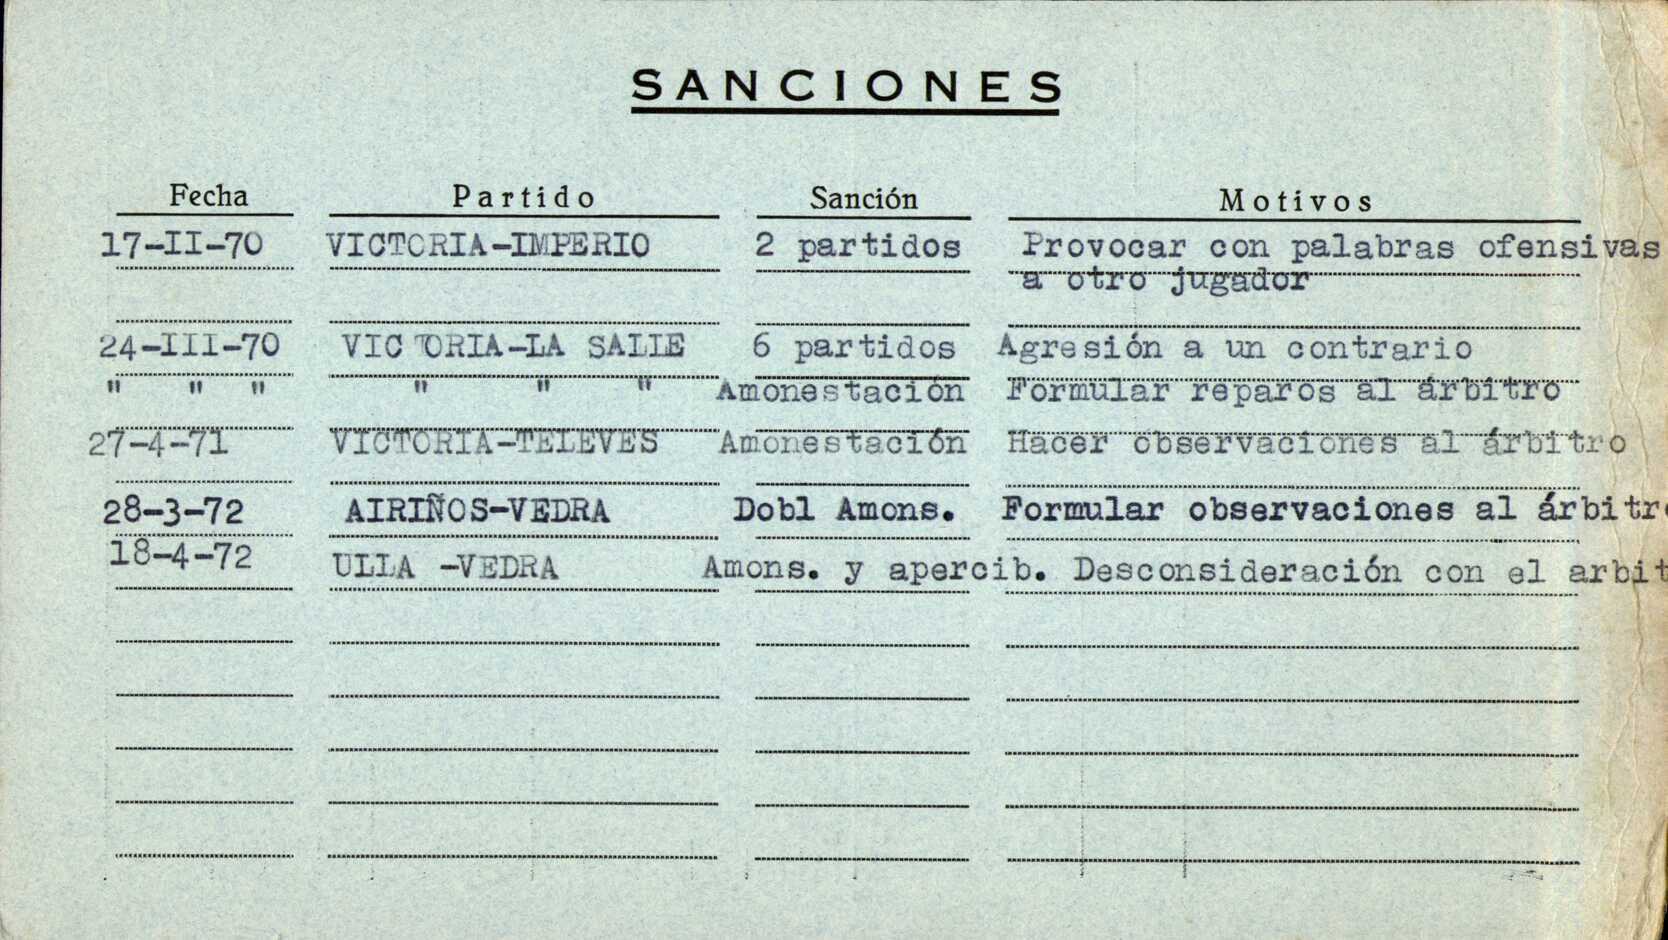 SANCIONES
Fecha Partido Sanción Motivos
17-II-70 VICTORIA-IMPERIO 2 partidos Provocar con palabras ofensivas
a otro jugador
24-III-70 VICTORIA-LA SALLE 6 partidos Agresión a un contrario
" " " " " " Amonestación Formular reparos al árbitro
27-4-71 VICTORIA-TELEVES Amonestación Hacer observaciones al árbitro
28-3-72 AIRIÑOS-VEDRA Dobl Amons. Formular observaciones al árbitro
18-4-72 ULLA -VEDRA Amons. y apercib. Desconsideración con el arbit